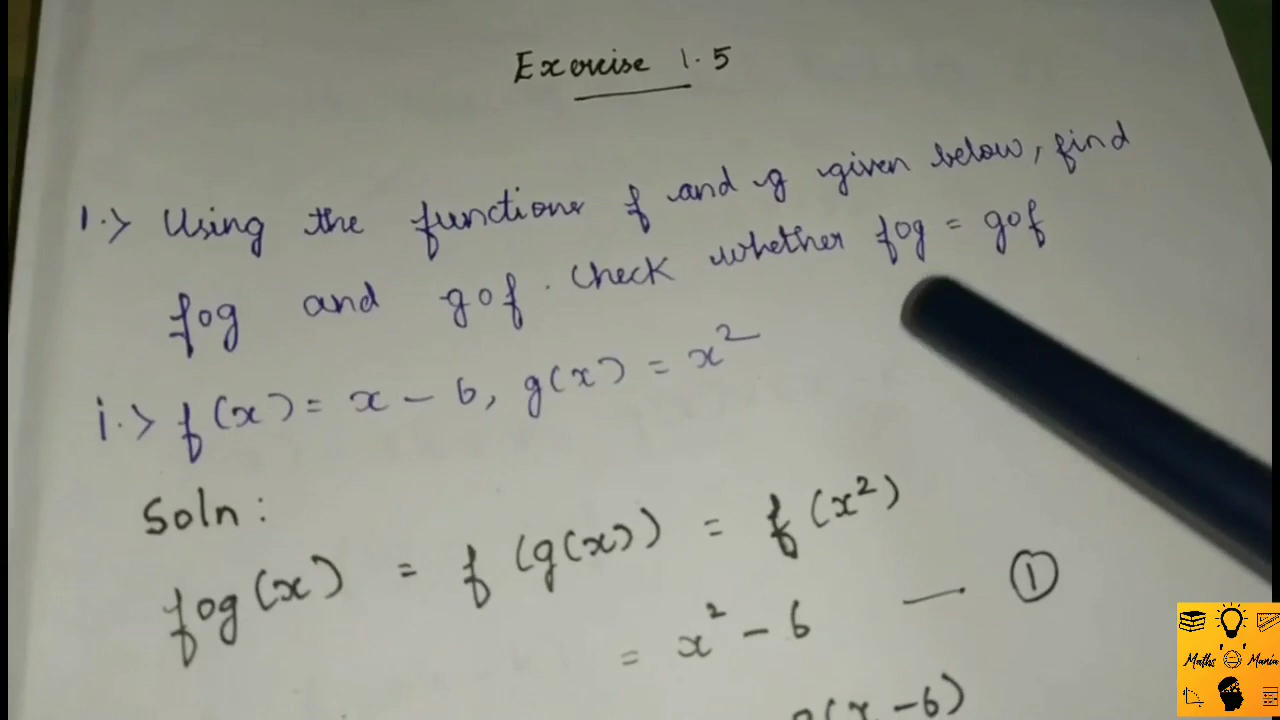 Exercise 1.5
1.> Using the functions f and g given below, find
fog and gof. Check whether fog = gof
i.> f(x) = x - 6, g(x) = x²
Soln:
fog(x) = f(g(x)) = f(x²)
= x² - 6 — ①
g(x - 6)
Maths Mania